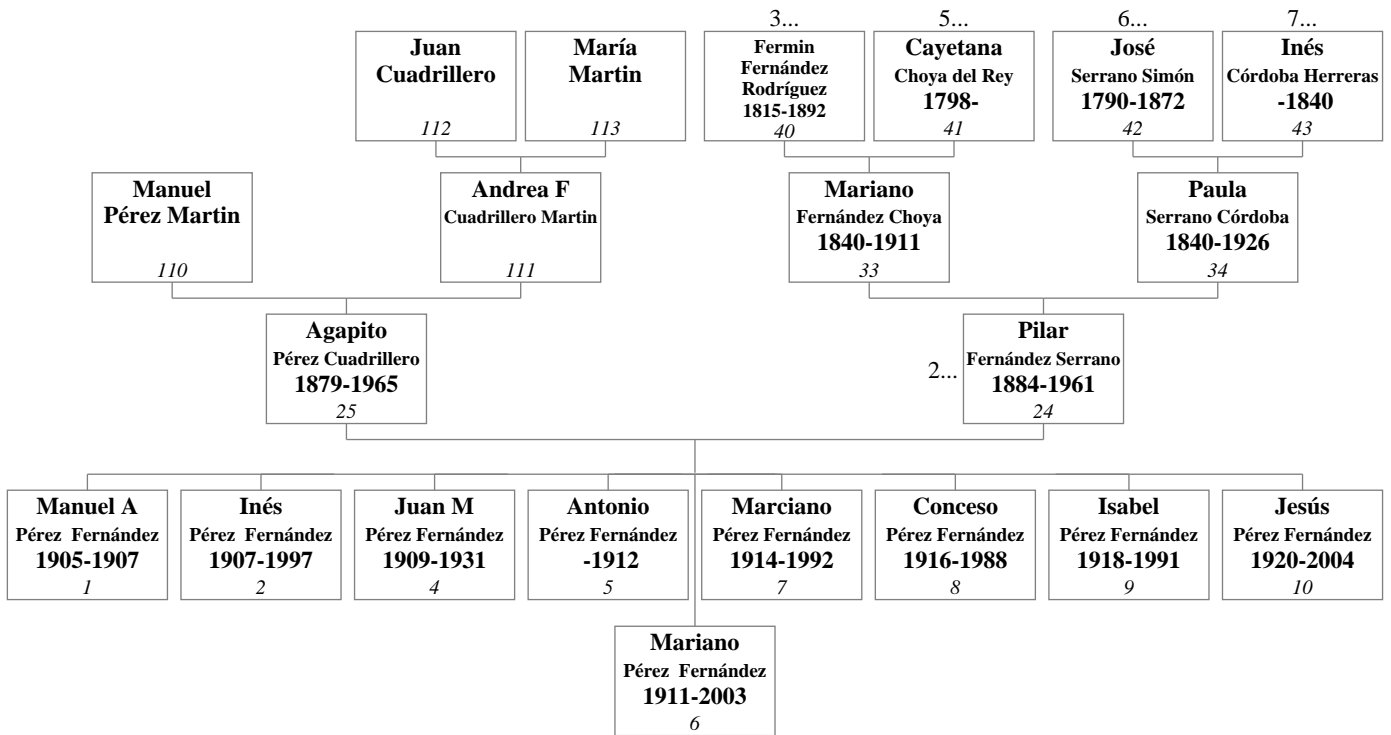 3...
5...
6...
7...
Juan
Cuadrillero
112
María
Martin
113
Fermin
Fernández
Rodríguez
1815-1892
40
Cayetana
Choya del Rey
1798-
41
José
Serrano Simón
1790-1872
42
Inés
Córdoba Herreras
-1840
43
Manuel
Pérez Martin
110
Andrea F
Cuadrillero Martin
111
Mariano
Fernández Choya
1840-1911
33
Paula
Serrano Córdoba
1840-1926
34
Agapito
Pérez Cuadrillero
1879-1965
25
2...
Pilar
Fernández Serrano
1884-1961
24
Manuel A
Pérez Fernández
1905-1907
1
Inés
Pérez Fernández
1907-1997
2
Juan M
Pérez Fernández
1909-1931
4
Antonio
Pérez Fernández
-1912
5
Marciano
Pérez Fernández
1914-1992
7
Conceso
Pérez Fernández
1916-1988
8
Isabel
Pérez Fernández
1918-1991
9
Jesús
Pérez Fernández
1920-2004
10
Mariano
Pérez Fernández
1911-2003
6